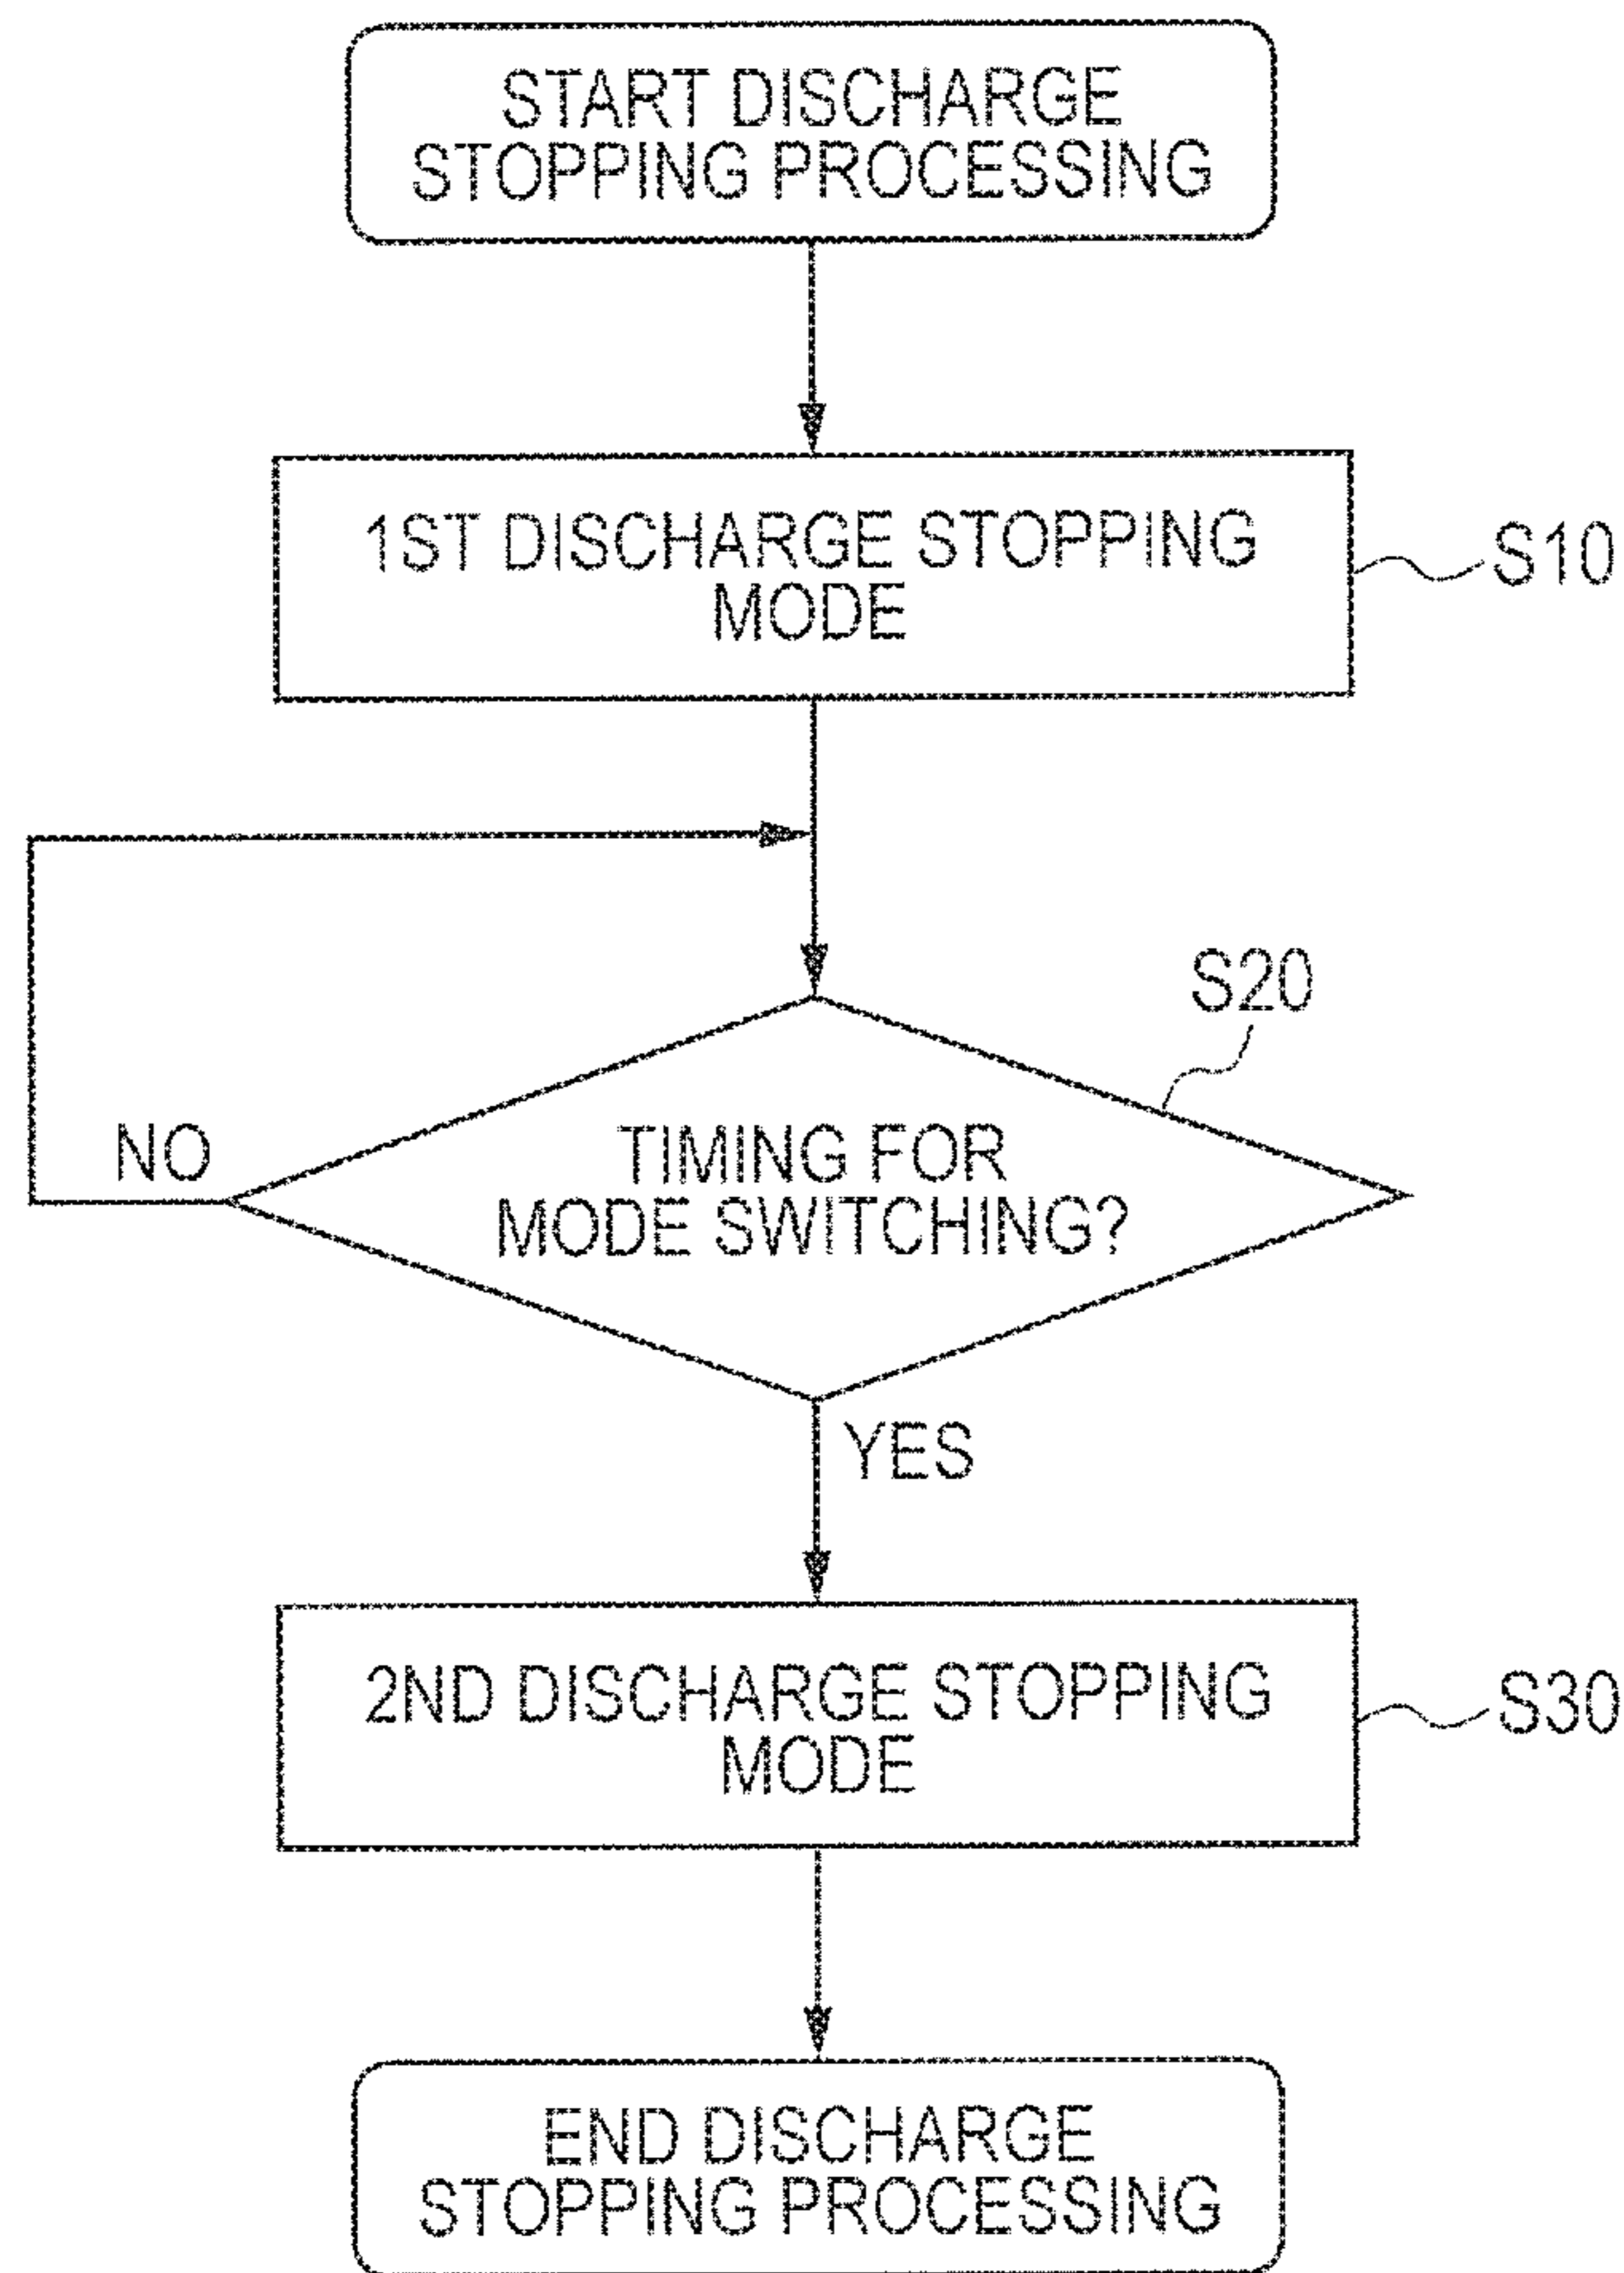 START DISCHARGE
STOPPING PROCESSING
1ST DISCHARGE STOPPING
MODE
S10
S20
NO
TIMING FOR
MODE SWITCHING?
YES
2ND DISCHARGE STOPPING
MODE
S30
END DISCHARGE
STOPPING PROCESSING